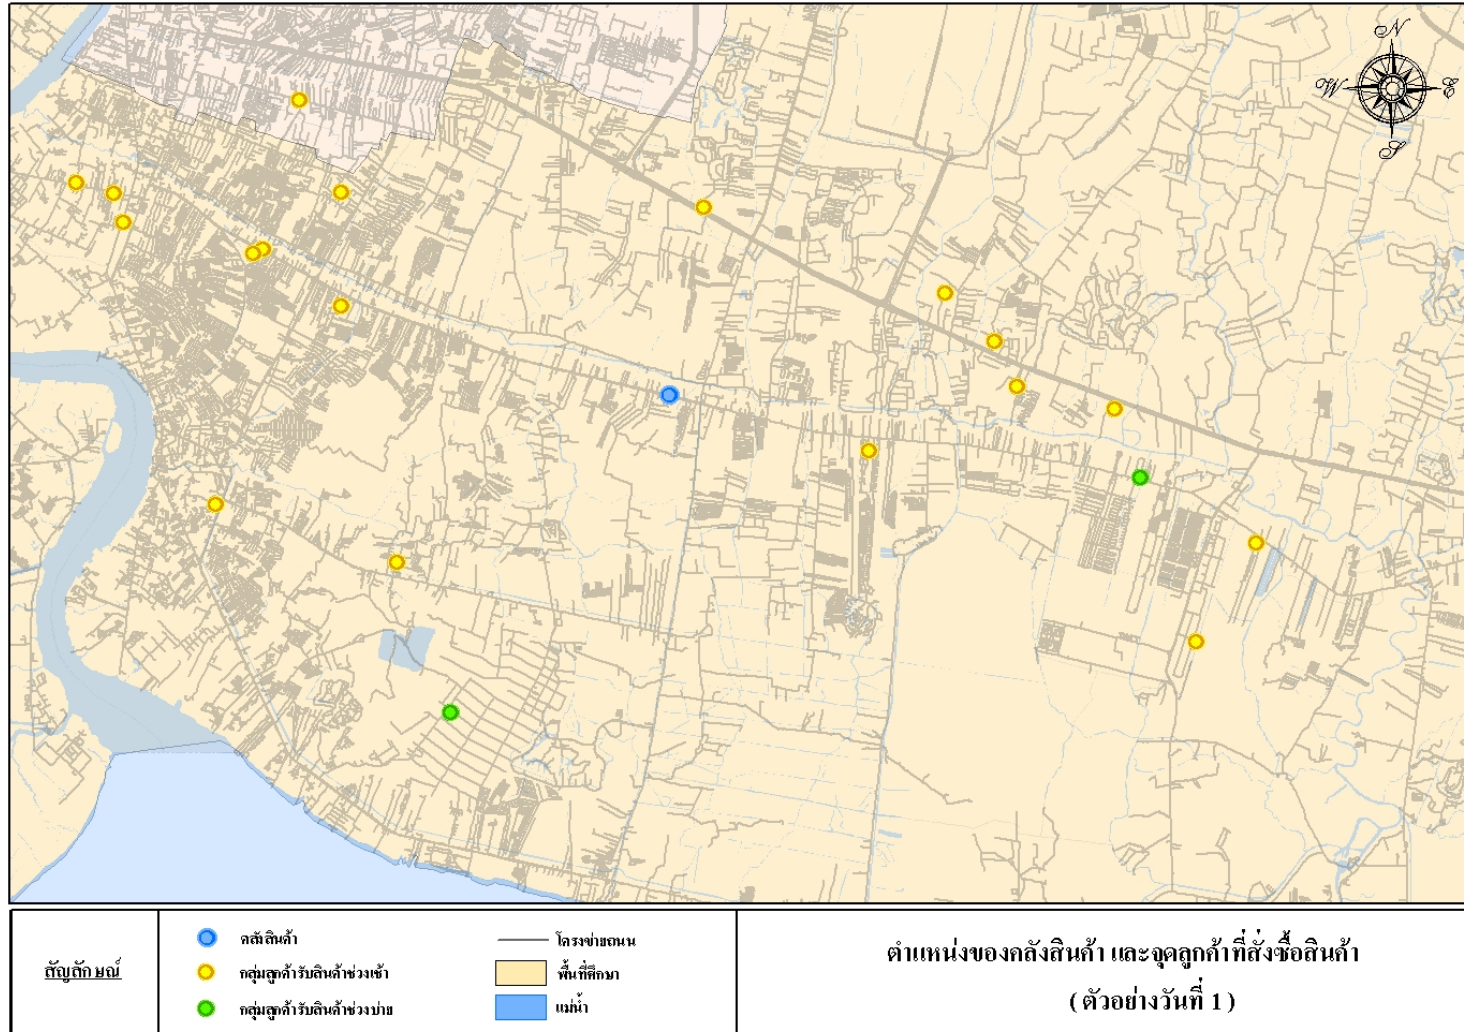 N
W
E
S
สัญลักษณ์
คลังสินค้า
กลุ่มลูกค้ารับสินค้าช่วงเช้า
กลุ่มลูกค้ารับสินค้าช่วงบ่าย
โครงข่ายถนน
พื้นที่ศึกษา
แม่น้ำ
ตำแหน่งของคลังสินค้า และจุดลูกค้าที่สั่งซื้อสินค้า
( ตัวอย่างวันที่ 1 )